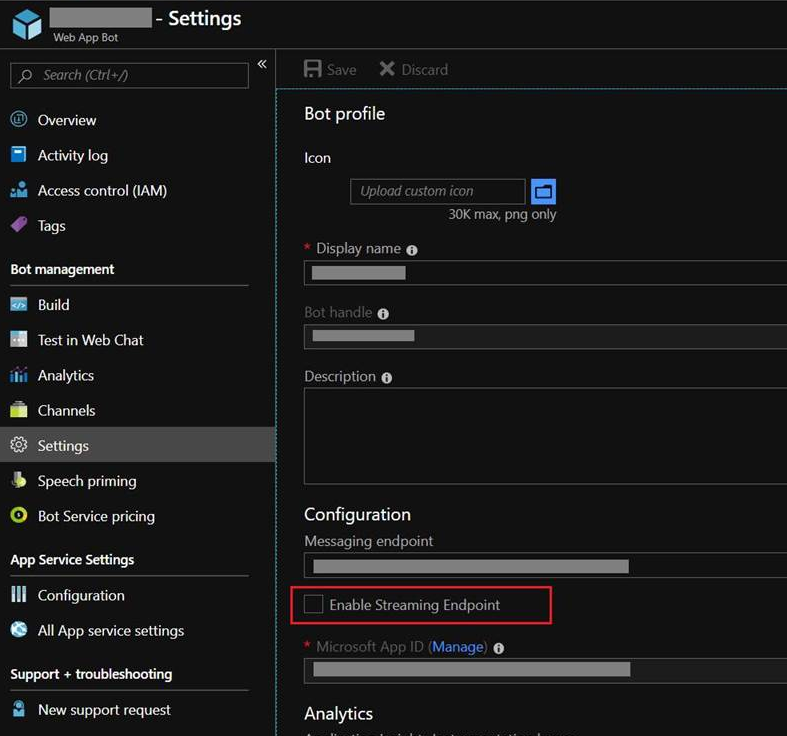 - Settings
Web App Bot
Search (Ctrl+/)
«
Overview
Activity log
Access control (IAM)
Tags
Bot management
Build
Test in Web Chat
Analytics
Channels
Settings
Speech priming
Bot Service pricing
App Service Settings
Configuration
All App service settings
Support + troubleshooting
New support request
Save
Discard
Bot profile
Icon
Upload custom icon
30K max, png only
* Display name
Bot handle
Description
Configuration
Messaging endpoint
Enable Streaming Endpoint
* Microsoft App ID (Manage)
Analytics